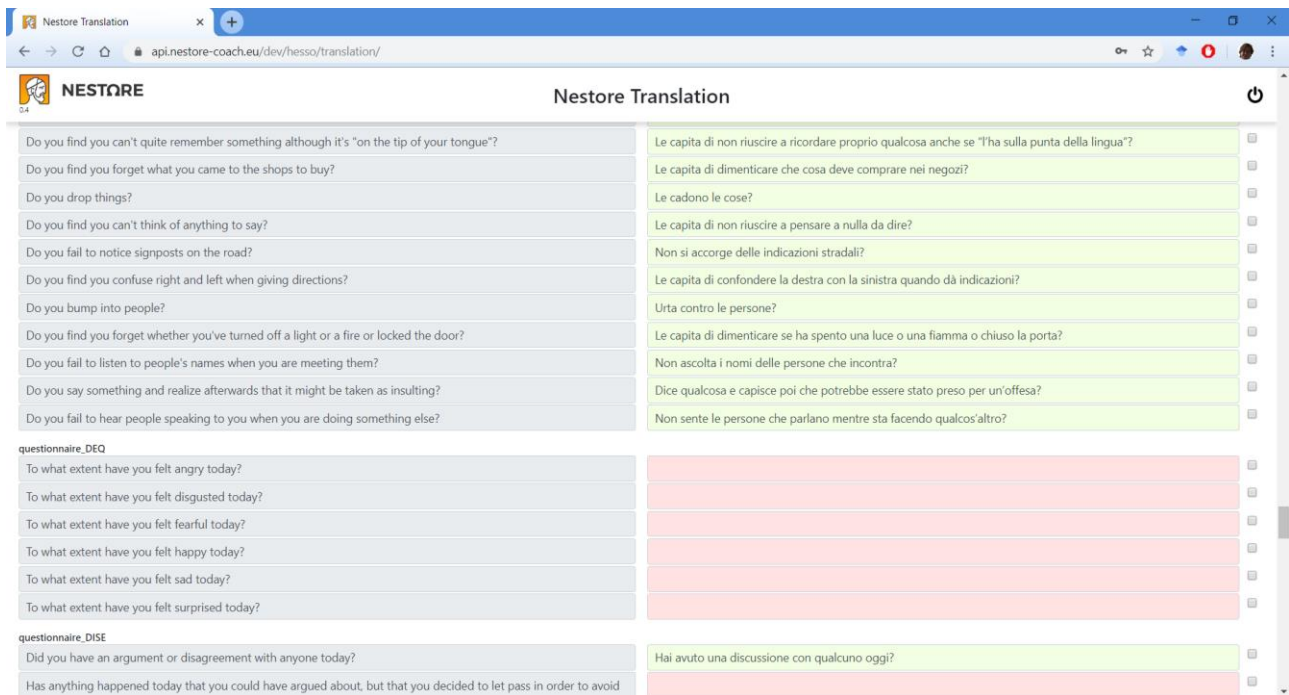 Nestore Translation
api.nestore-coach.eu/dev/hesso/translation/
NESTORE
0.4
Nestore Translation
Do you find you can't quite remember something although it's "on the tip of your tongue"?
Le capita di non riuscire a ricordare proprio qualcosa anche se "l'ha sulla punta della lingua"?
Do you find you forget what you came to the shops to buy?
Le capita di dimenticare che cosa deve comprare nei negozi?
Do you drop things?
Le cadono le cose?
Do you find you can't think of anything to say?
Le capita di non riuscire a pensare a nulla da dire?
Do you fail to notice signposts on the road?
Non si accorge delle indicazioni stradali?
Do you find you confuse right and left when giving directions?
Le capita di confondere la destra con la sinistra quando dà indicazioni?
Do you bump into people?
Urta contro le persone?
Do you find you forget whether you've turned off a light or a fire or locked the door?
Le capita di dimenticare se ha spento una luce o una fiamma o chiuso la porta?
Do you fail to listen to people's names when you are meeting them?
Non ascolta i nomi delle persone che incontra?
Do you say something and realize afterwards that it might be taken as insulting?
Dice qualcosa e capisce poi che potrebbe essere stato preso per un'offesa?
Do you fail to hear people speaking to you when you are doing something else?
Non sente le persone che parlano mentre sta facendo qualcos'altro?
questionnaire_DEQ
To what extent have you felt angry today?
To what extent have you felt disgusted today?
To what extent have you felt fearful today?
To what extent have you felt happy today?
To what extent have you felt sad today?
To what extent have you felt surprised today?
questionnaire_DISE
Did you have an argument or disagreement with anyone today?
Hai avuto una discussione con qualcuno oggi?
Has anything happened today that you could have argued about, but that you decided to let pass in order to avoid